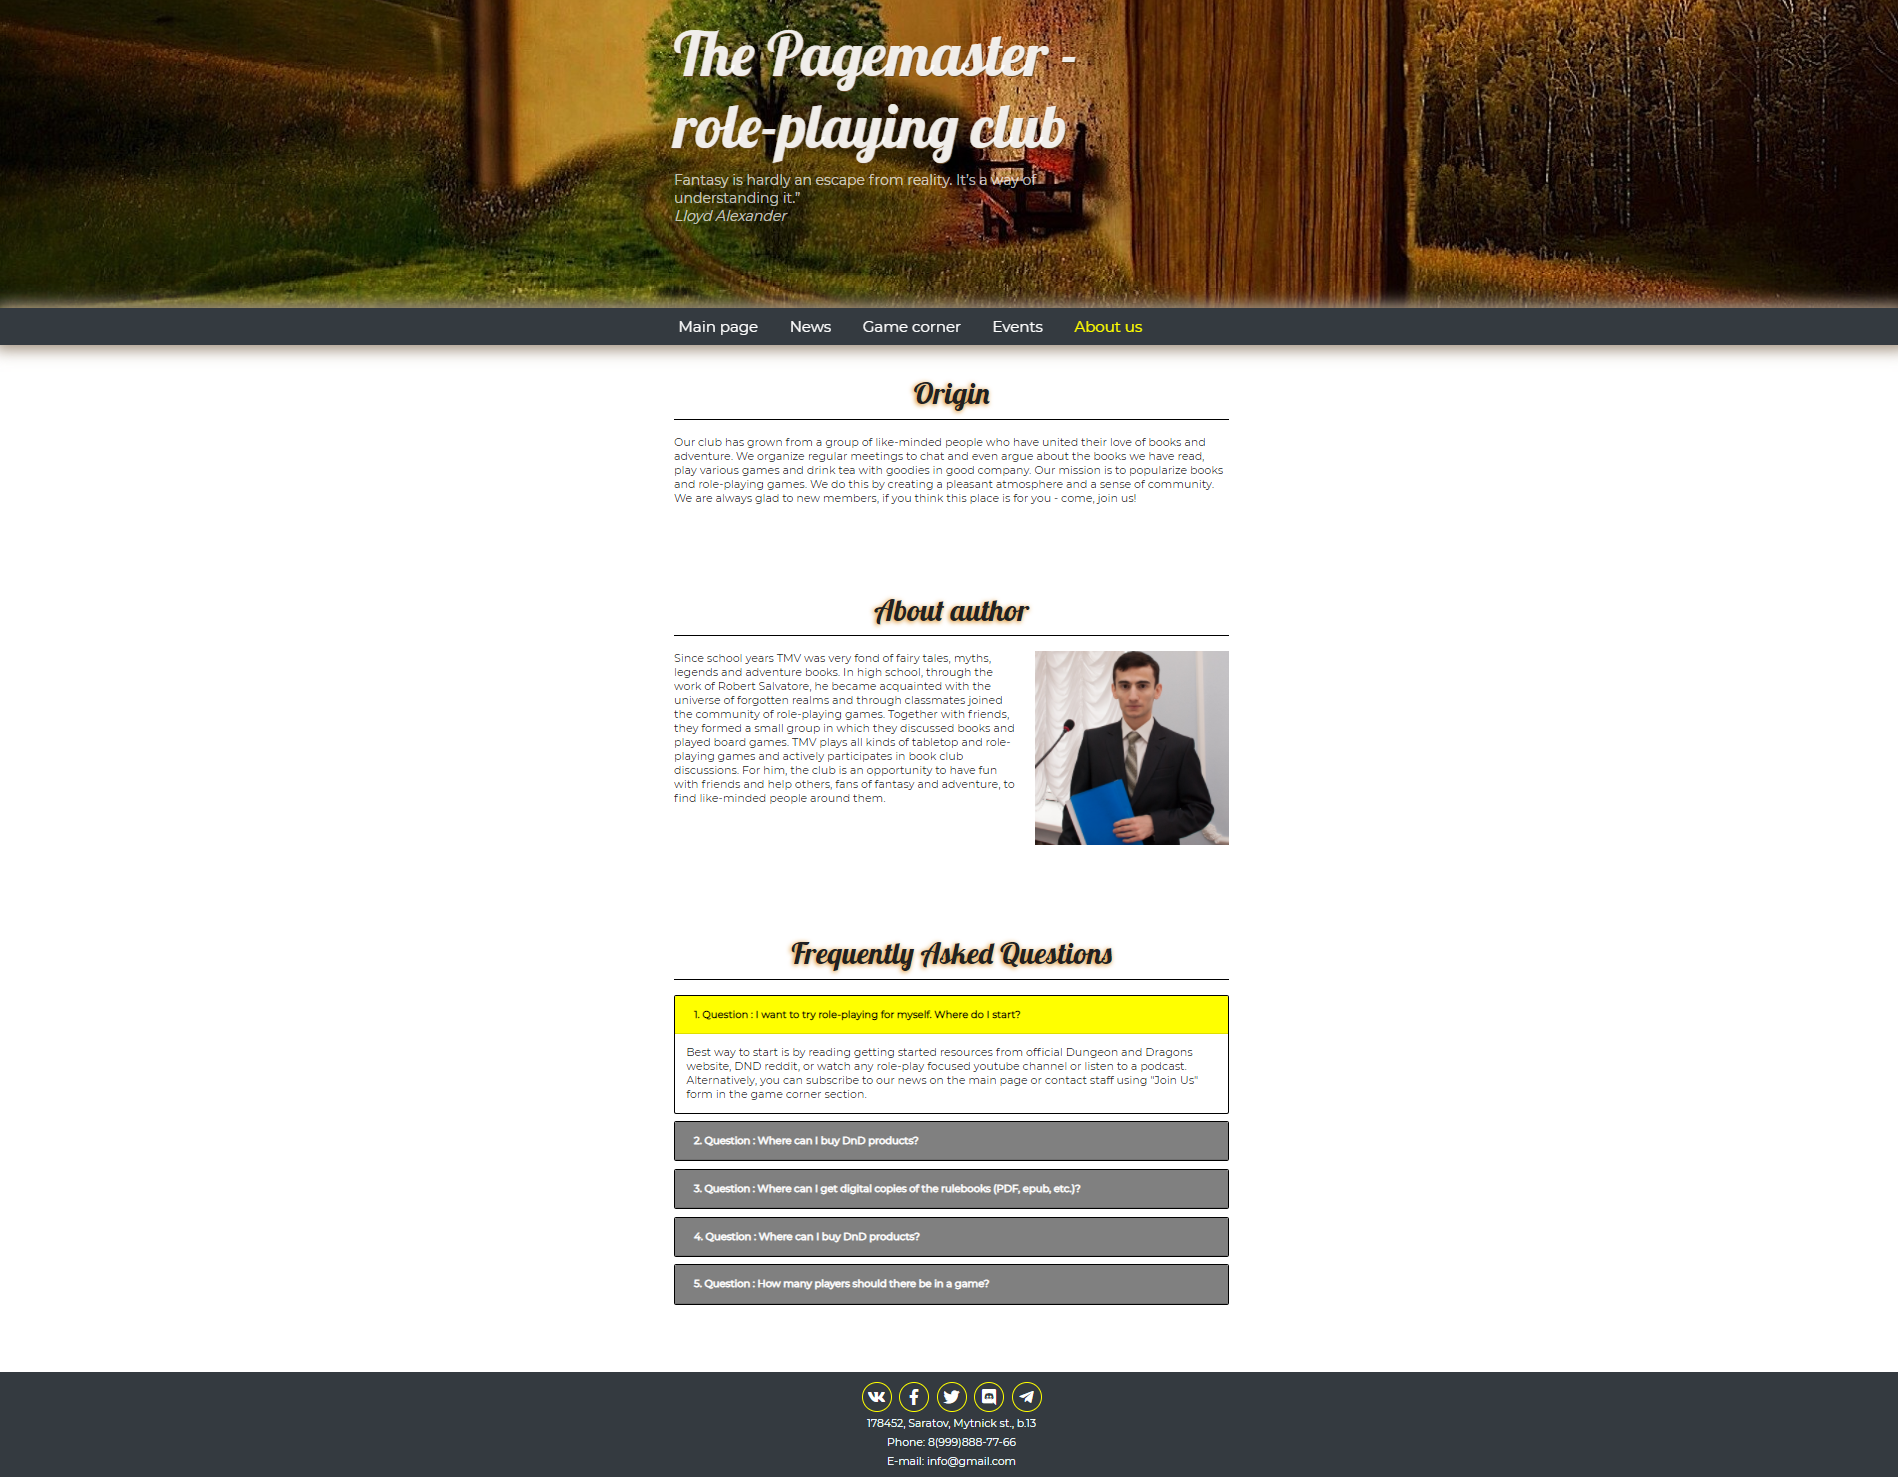 The Pagemaster -
role-playing club
Fantasy is hardly an escape from reality. It's a way of
understanding it.”
Lloyd Alexander
Main page News Game corner Events About us
Origin
Our club has grown from a group of like-minded people who have united their love of books and
adventure. We organize regular meetings to chat and even argue about the books we have read,
play various games and drink tea with goodies in good company. Our mission is to popularize books
and role-playing games. We do this by creating a pleasant atmosphere and a sense of community.
We are always glad to new members, if you think this place is for you - come, join us!
About author
Since school years TMV was very fond of fairy tales, myths,
legends and adventure books. In high school, through the
work of Robert Salvatore, he became acquainted with the
universe of forgotten realms and through classmates joined
the community of role-playing games. Together with friends,
they formed a small group in which they discussed books and
played board games. TMV plays all kinds of tabletop and role-
playing games and actively participates in book club
discussions. For him, the club is an opportunity to have fun
with friends and help others, fans of fantasy and adventure, to
find like-minded people around them.
Frequently Asked Questions
1. Question : I want to try role-playing for myself. Where do I start?
Best way to start is by reading getting started resources from official Dungeon and Dragons
website, DND reddit, or watch any role-play focused youtube channel or listen to a podcast.
Alternatively, you can subscribe to our news on the main page or contact staff using "Join Us"
form in the game corner section.
2. Question : Where can I buy DnD products?
3. Question : Where can I get digital copies of the rulebooks (PDF, epub, etc.)?
4. Question : Where can I buy DnD products?
5. Question : How many players should there be in a game?
178452, Saratov, Mytnick st., b.13
Phone: 8(999)888-77-66
E-mail: info@gmail.com